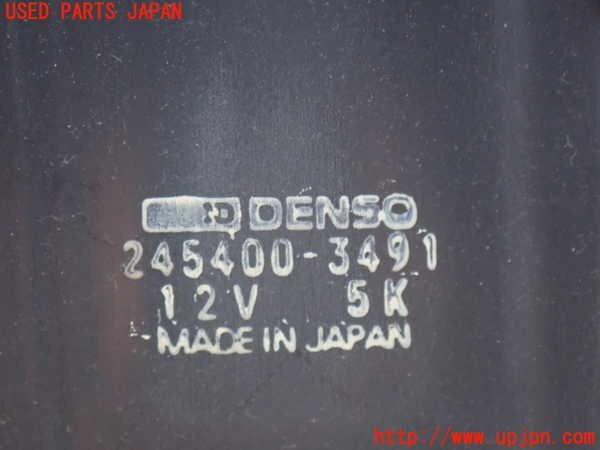 USED PARTS JAPAN
DENSO
245400-3491
12V 5K
MADE IN JAPAN
http://www.upjpn.com/